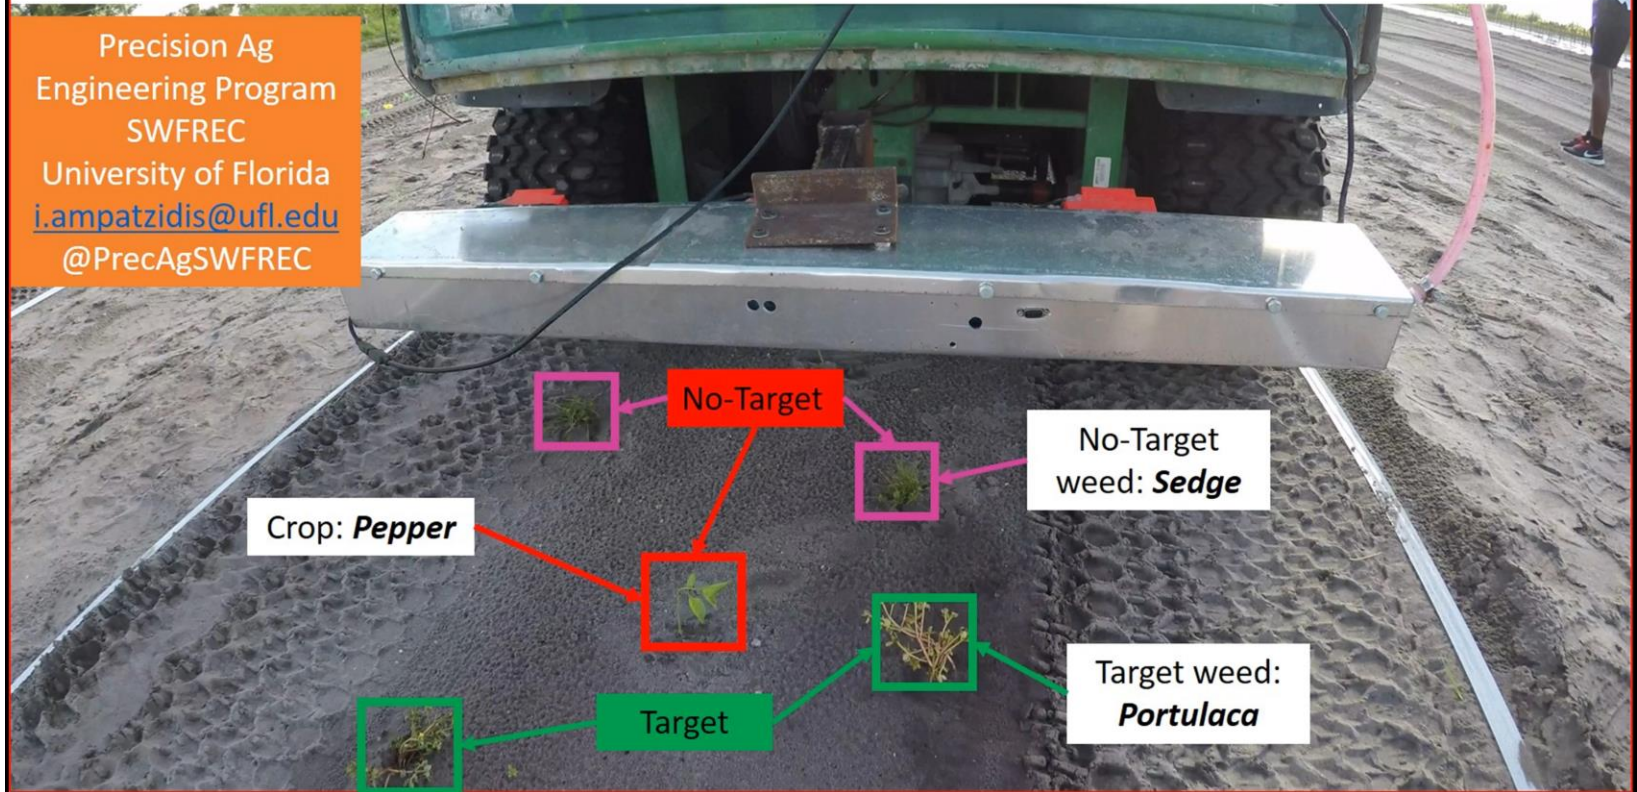 Precision Ag
Engineering Program
SWFREC
University of Florida
i.ampatzidis@ufl.edu
@PrecAgSWFREC
No-Target
No-Target
weed: Sedge
Crop: Pepper
Target weed:
Portulaca
Target